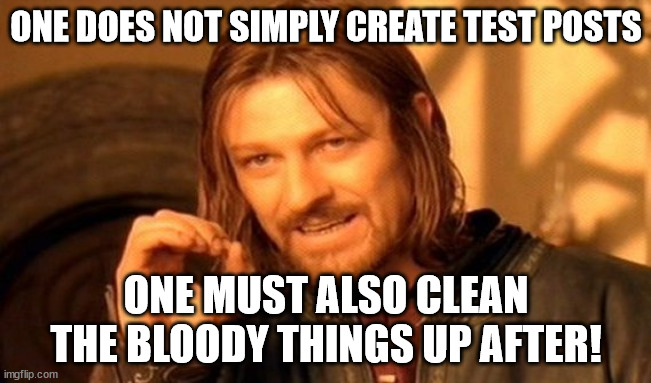 ONE DOES NOT SIMPLY CREATE TEST POSTS
ONE MUST ALSO CLEAN
THE BLOODY THINGS UP AFTER!
imgflip.com